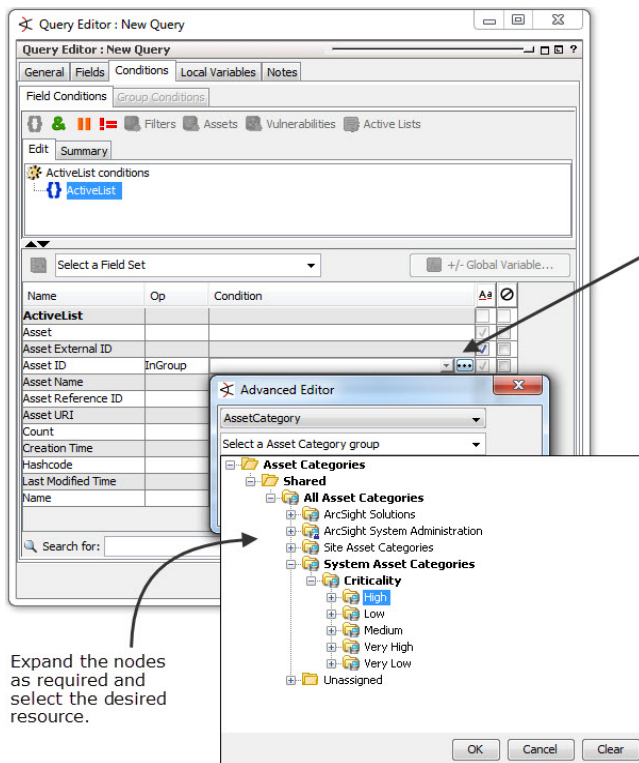 Query Editor : New Query
Query Editor : New Query
General Fields Conditions Local Variables Notes
Field Conditions Group Conditions
{} & != Filters Assets Vulnerabilities Active Lists
Edit Summary
ActiveList conditions
{} ActiveList
Select a Field Set
+/- Global Variable...
Name Op Condition Aa
ActiveList
Asset
Asset External ID
Asset ID InGroup
Asset Name
Asset Reference ID
Asset URI
Count
Creation Time
Hashcode
Last Modified Time
Name
Search for:
Advanced Editor
AssetCategory
Select a Asset Category group
Asset Categories
Shared
All Asset Categories
ArcSight Solutions
ArcSight System Administration
Site Asset Categories
System Asset Categories
Criticality
High
Low
Medium
Very High
Very Low
Unassigned
OK Cancel Clear
Expand the nodes
as required and
select the desired
resource.